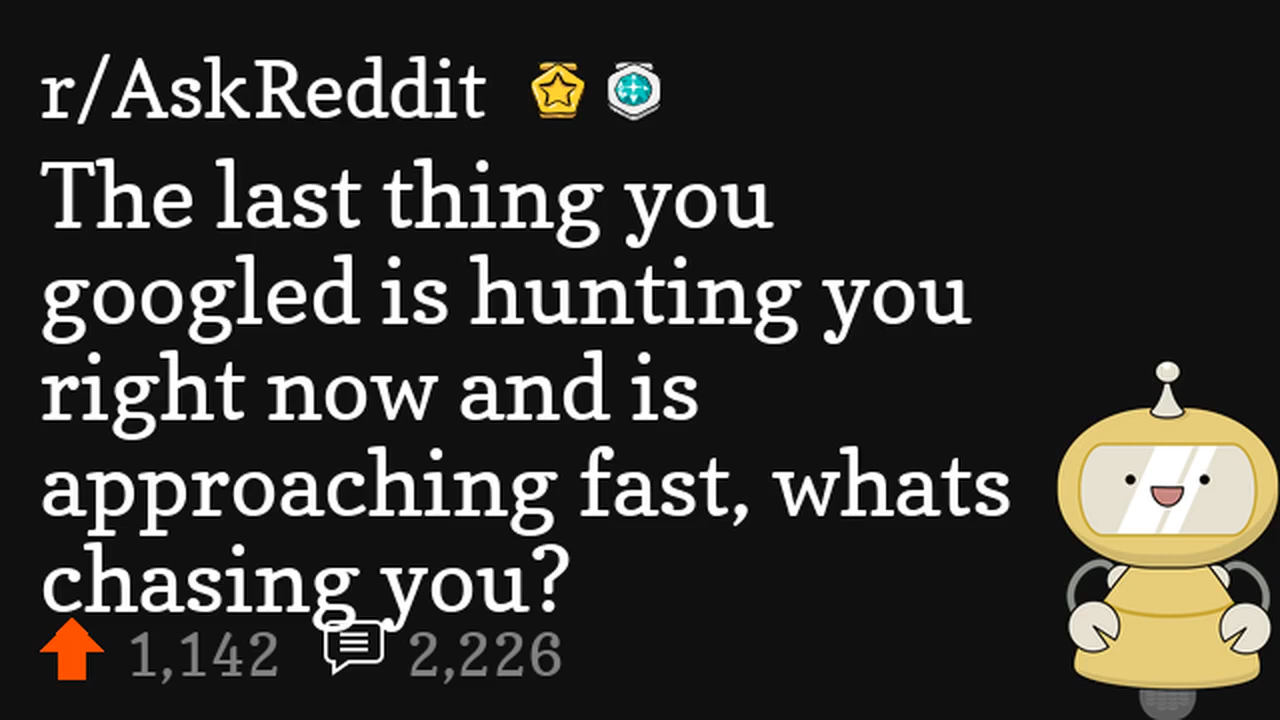 r/AskReddit
The last thing you
googled is hunting you
right now and is
approaching fast, whats
chasing you?
1,142 2,226